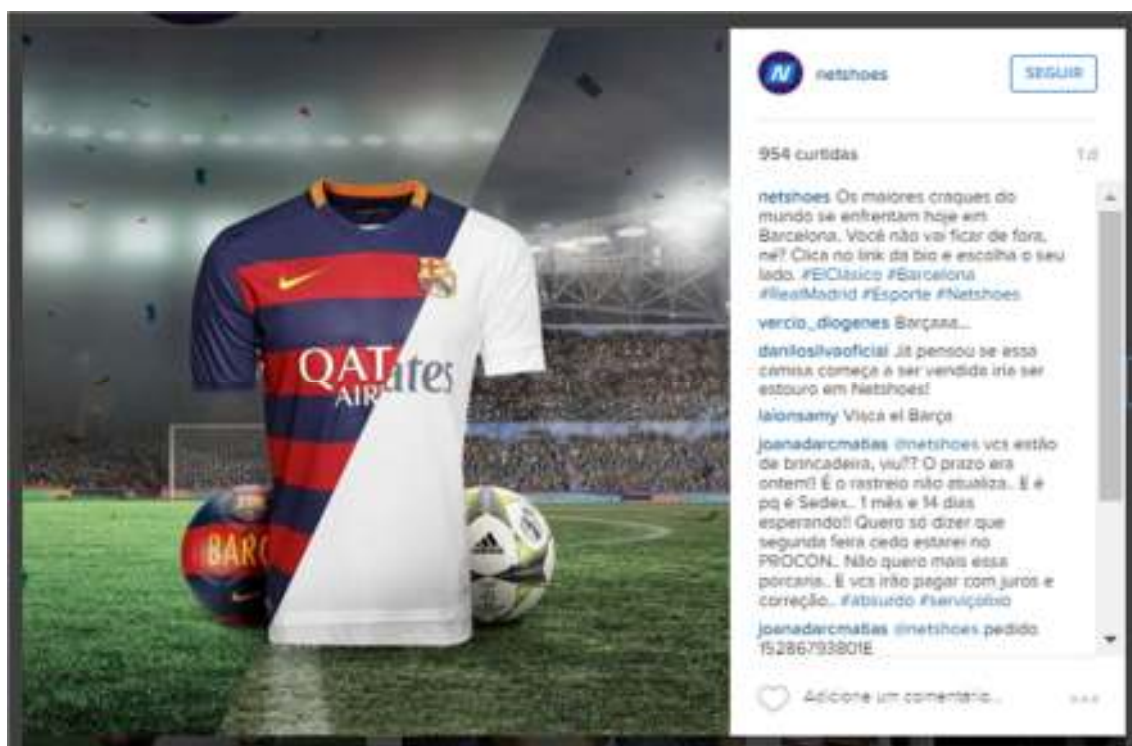 N netshoes SEGUIR
954 curtidas 1 d
netshoes Os maiores craques do
mundo se enfrentam hoje em
Barcelona. Você não vai ficar de fora,
né? Clica no link da bio e escolha o seu
lado. #ElClásico #Barcelona
#RealMadrid #Esporte #Netshoes
vercio_diogenes Barçaaa...
danilosilvaoficial Já pensou se essa
camisa começa a ser vendida iria ser
estouro em Netshoes!
laionsamy Visca el Barça
joanadarcmatias @netshoes vcs estão
de brincadeira, viu?? O prazo era
ontem!! E o rastreio não atualiza.. E é
pq é Sedex.. 1 mês e 14 dias
esperando!! Quero só dizer que
segunda feira cedo estarei no
PROCON.. Não quero mais essa
porcaria.. E vcs irão pagar com juros e
correção.. #absurdo #serviçolixo
joanadarcmatias @netshoes pedido
15286793801E
Adicione um comentário...
QATates
AIR
BARC